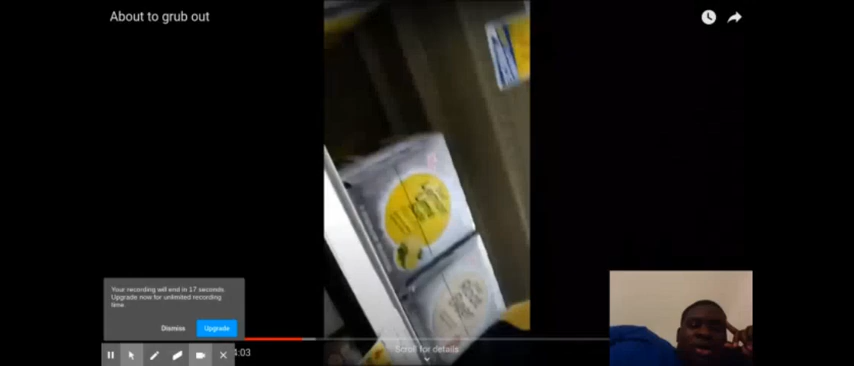 About to grub out
Your recording will end in 17 seconds.
Upgrade now for unlimited recording
time.
Dismiss
Upgrade
:03
Scroll for details